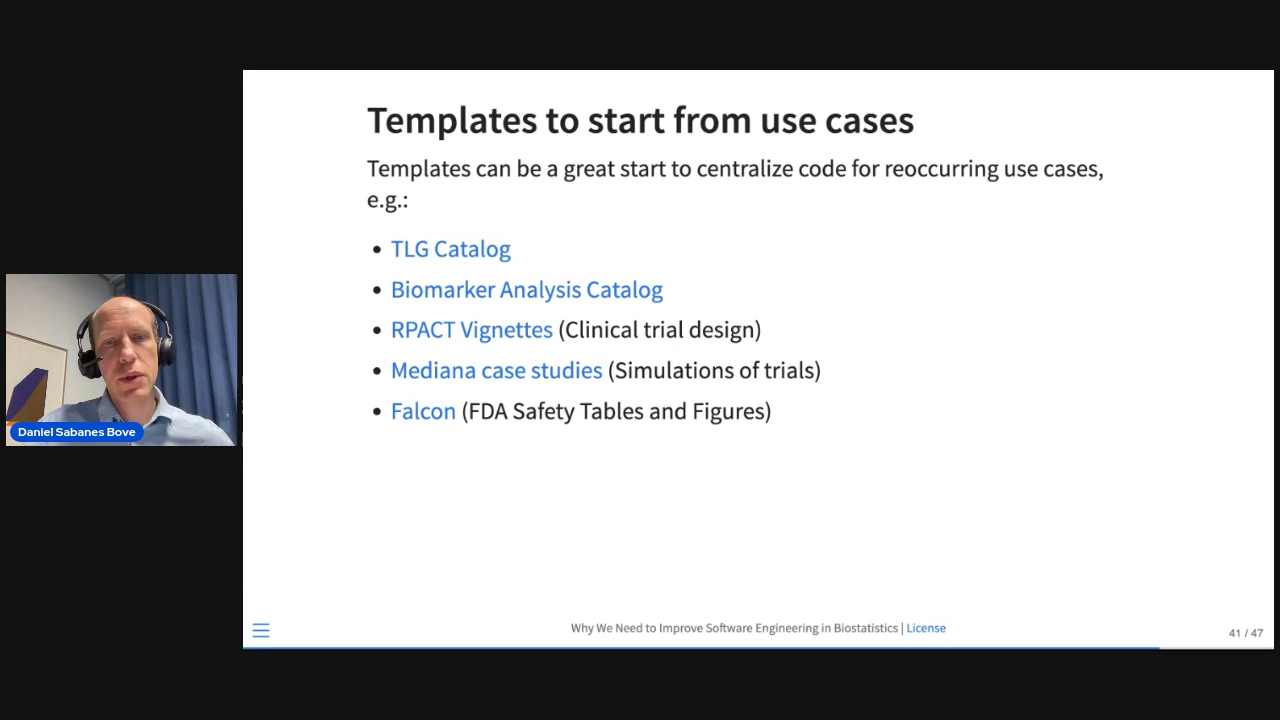 Templates to start from use cases
Templates can be a great start to centralize code for reoccurring use cases,
e.g.:
• TLG Catalog
• Biomarker Analysis Catalog
• RPACT Vignettes (Clinical trial design)
• Mediana case studies (Simulations of trials)
• Falcon (FDA Safety Tables and Figures)
Daniel Sabanes Bove
Why We Need to Improve Software Engineering in Biostatistics | License
41 / 47